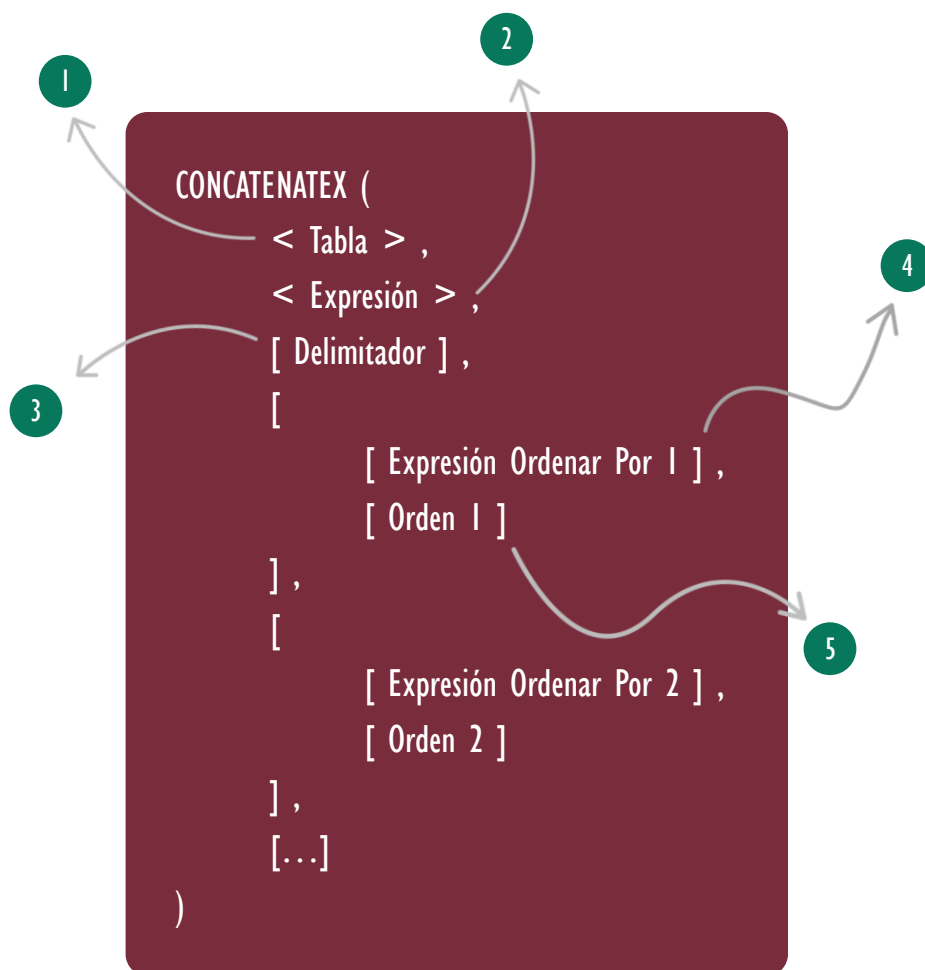 2
1
CONCATENATEX (
< Tabla > ,
4
< Expresión > ,
[ Delimitador ] ,
3
[
[ Expresión Ordenar Por 1 ] ,
[ Orden 1 ]
] ,
[
5
[ Expresión Ordenar Por 2 ] ,
[ Orden 2 ]
] ,
[...]
)